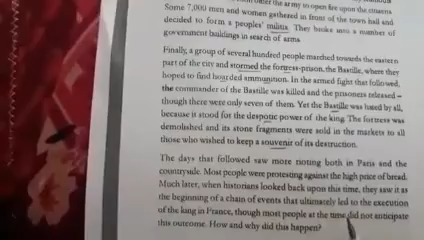 the army to open fire upon the citizens
Some 7,000 men and women gathered in front of the town hall and
decided to form a peoples' militia. They broke into a number of
government buildings in search of arms.
Finally, a group of several hundred people marched towards the eastern
part of the city and stormed the fortress-prison, the Bastille, where they
hoped to find hoarded ammunition. In the armed fight that followed,
the commander of the Bastille was killed and the prisoners released –
though there were only seven of them. Yet the Bastille was hated by all,
because it stood for the despotic power of the king. The fortress was
demolished and its stone fragments were sold in the markets to all
those who wished to keep a souvenir of its destruction.
The days that followed saw more rioting both in Paris and the
countryside. Most people were protesting against the high price of bread.
Much later, when historians looked back upon this time, they saw it as
the beginning of a chain of events that ultimately led to the execution
of the king in France, though most people at the time did not anticipate
this outcome. How and why did this happen?